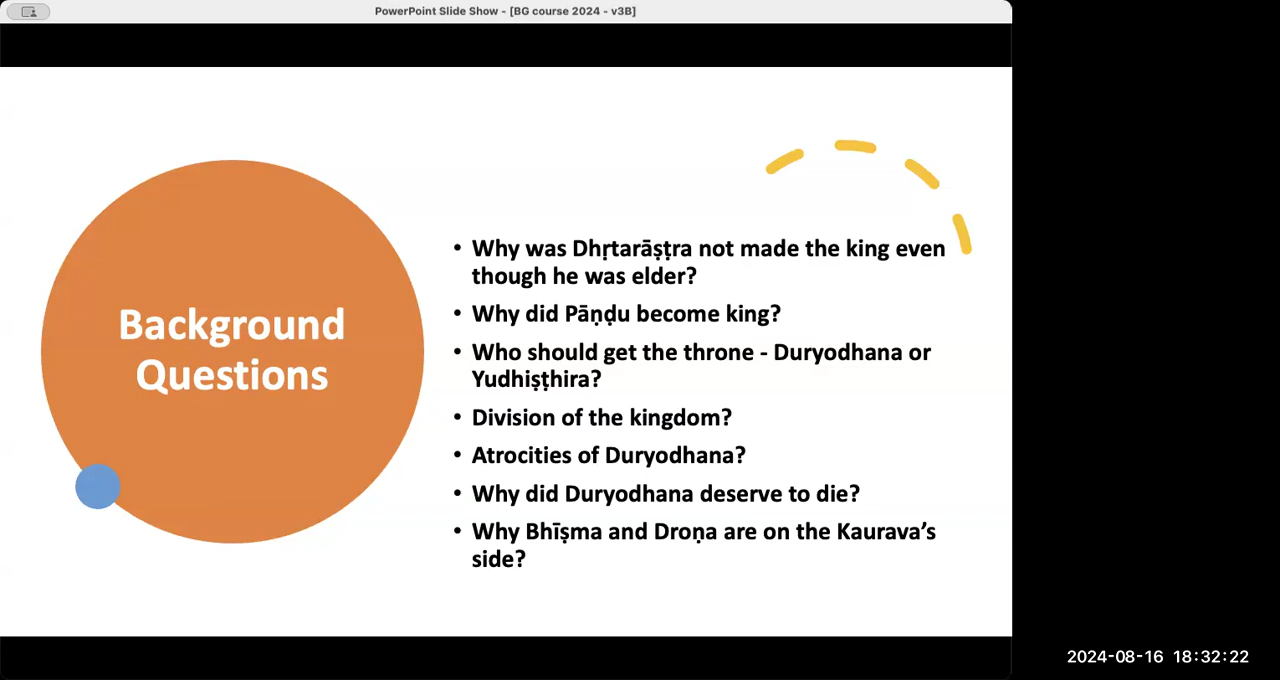 PowerPoint Slide Show - [BG course 2024 - v3B]
Background
Questions
• Why was Dhṛtarāṣṭra not made the king even
though he was elder?
• Why did Pāṇḍu become king?
• Who should get the throne - Duryodhana or
Yudhiṣṭhira?
• Division of the kingdom?
• Atrocities of Duryodhana?
• Why did Duryodhana deserve to die?
• Why Bhīṣma and Droṇa are on the Kaurava’s
side?
2024-08-16 18:32:22